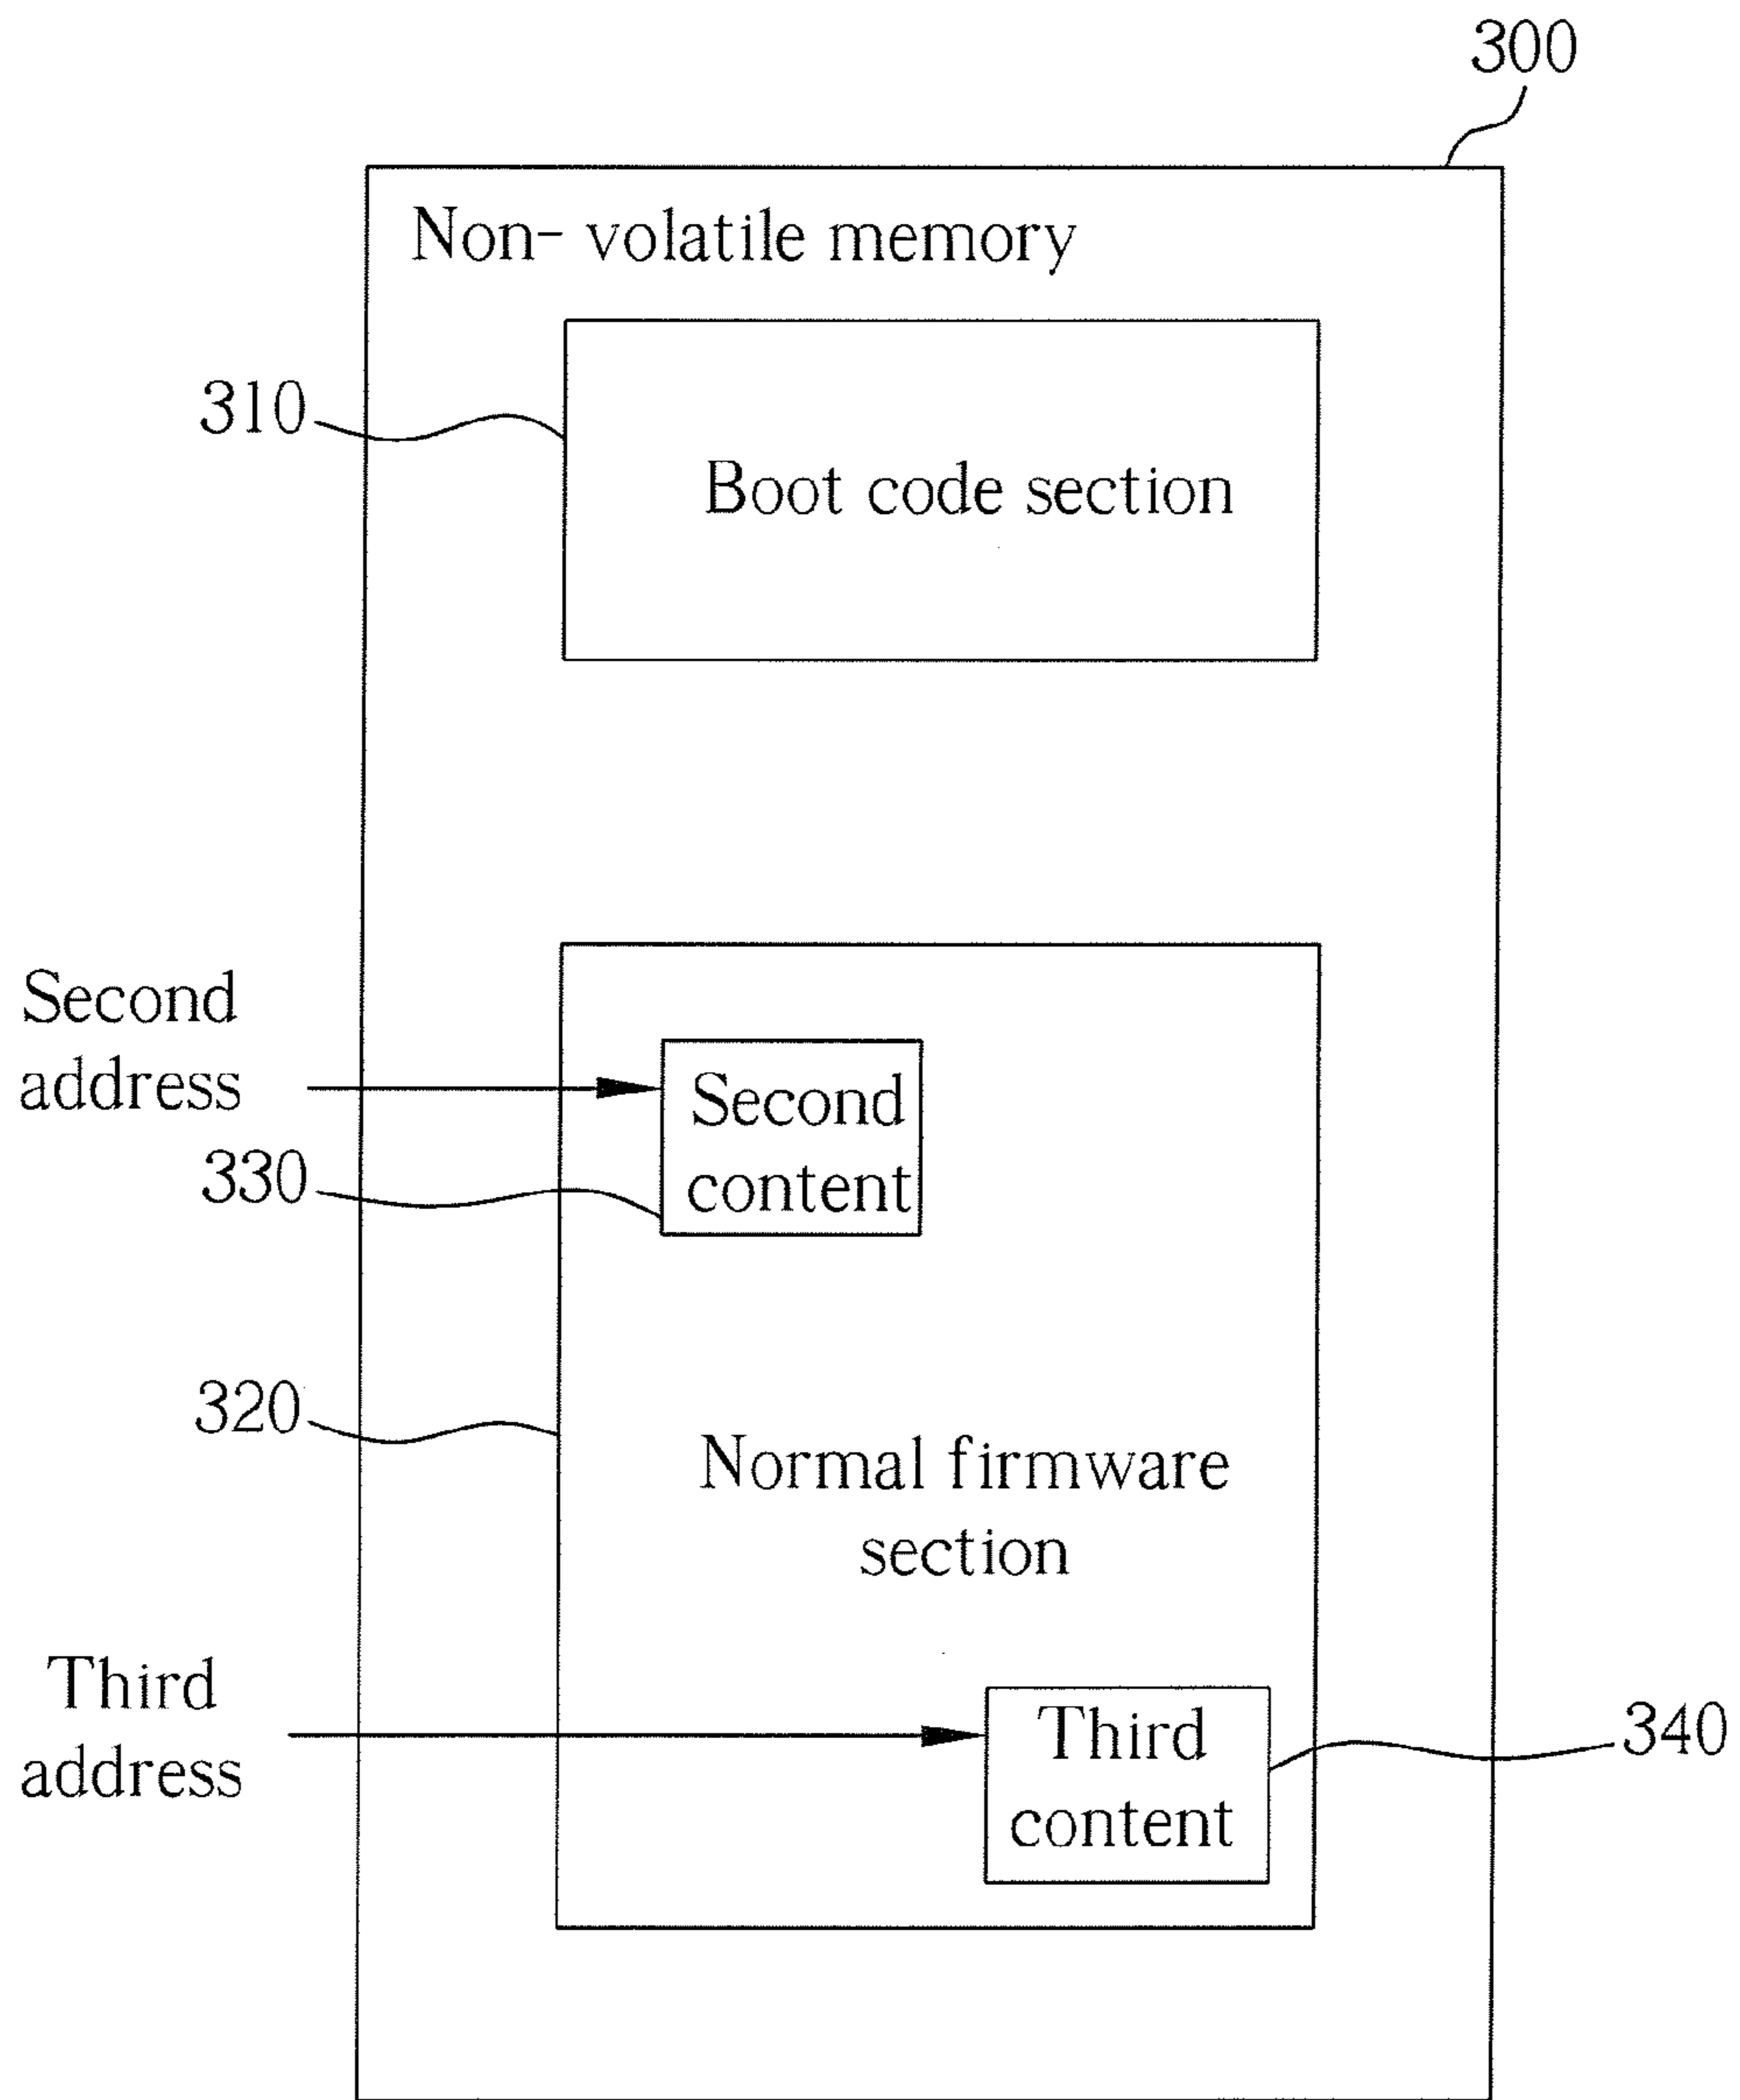 300
Non- volatile memory
310
Boot code section
Second
address
Second
content
330
320
Normal firmware
section
Third
address
Third
content
340